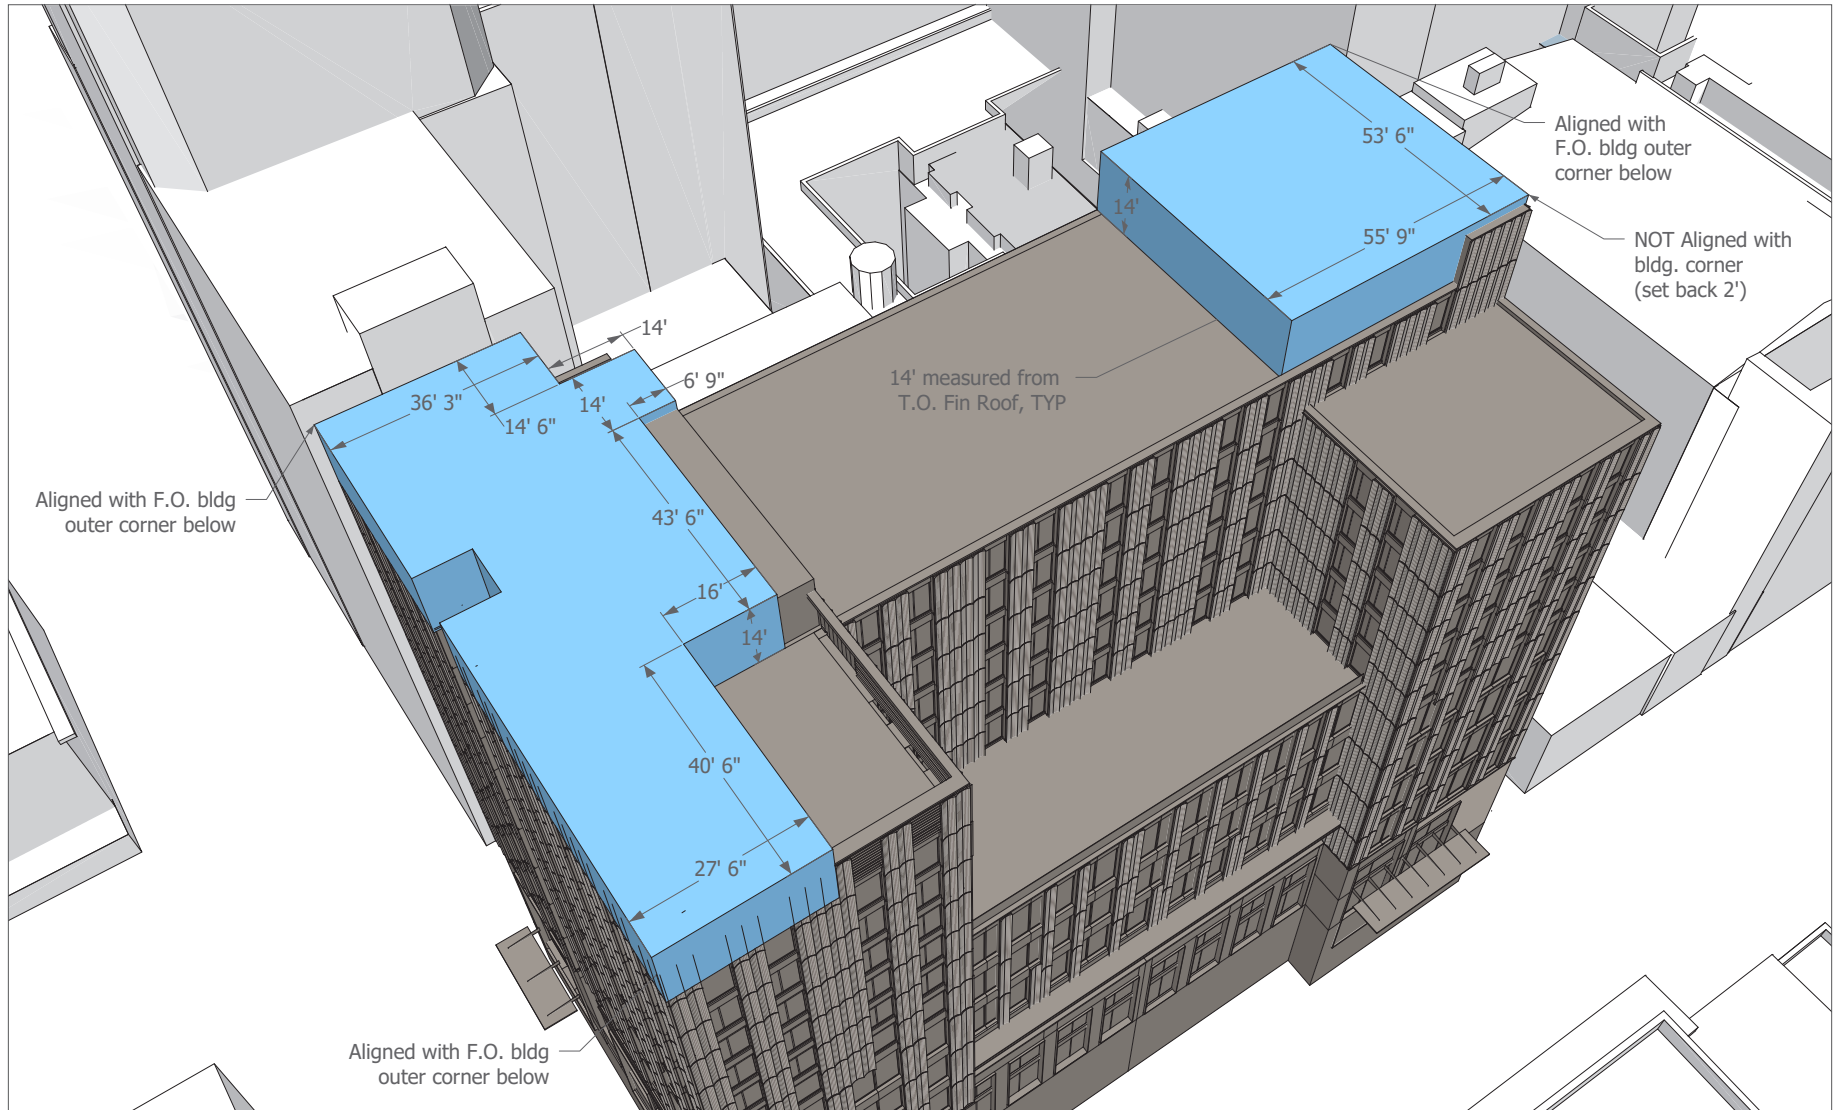 53' 6"
Aligned with
F.O. bldg outer
corner below
14'
55' 9"
NOT Aligned with
bldg. corner
(set back 2')
14'
6' 9"
14' measured from
T.O. Fin Roof, TYP
36' 3"
14'
14' 6"
Aligned with F.O. bldg
outer corner below
43' 6"
16'
14'
40' 6"
27' 6"
Aligned with F.O. bldg
outer corner below